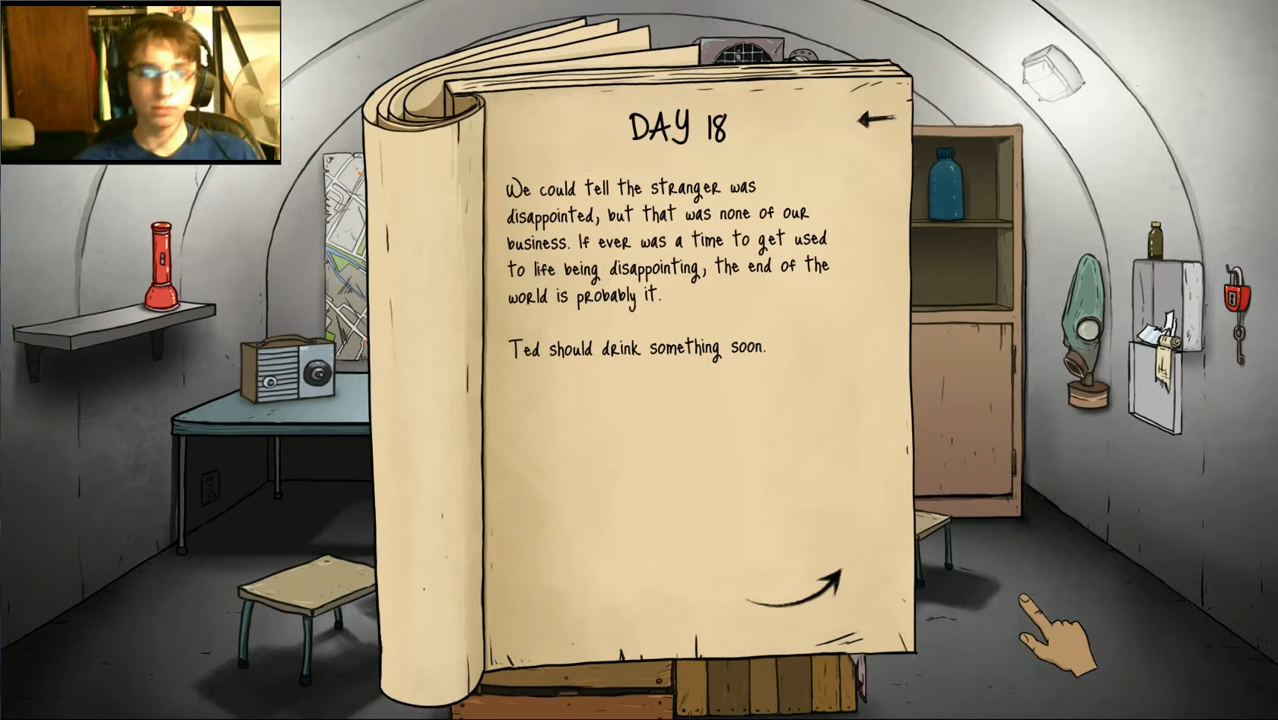 DAY 18
We could tell the stranger was
disappointed, but that was none of our
business. If ever was a time to get used
to life being disappointing, the end of the
world is probably it.
Ted should drink something soon.